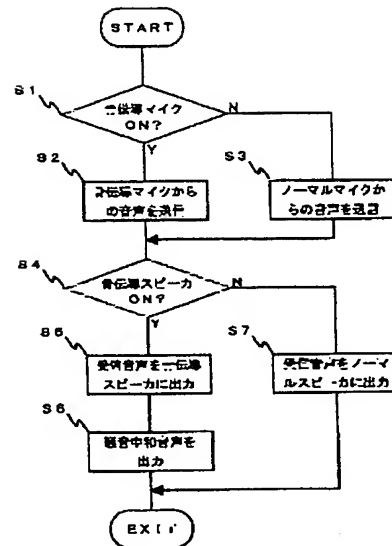 START
S1
骨伝導マイク
ON?
N
Y
S2
骨伝導マイクから
の音声を送信
S3
ノーマルマイクか
らの音声を送信
S4
骨伝導スピーカ
ON?
N
Y
S5
受信音声を骨伝導
スピーカに出力
S7
受信音声をノーマ
ルスピーカに出力
S6
騒音中和音声を
出力
EXIT